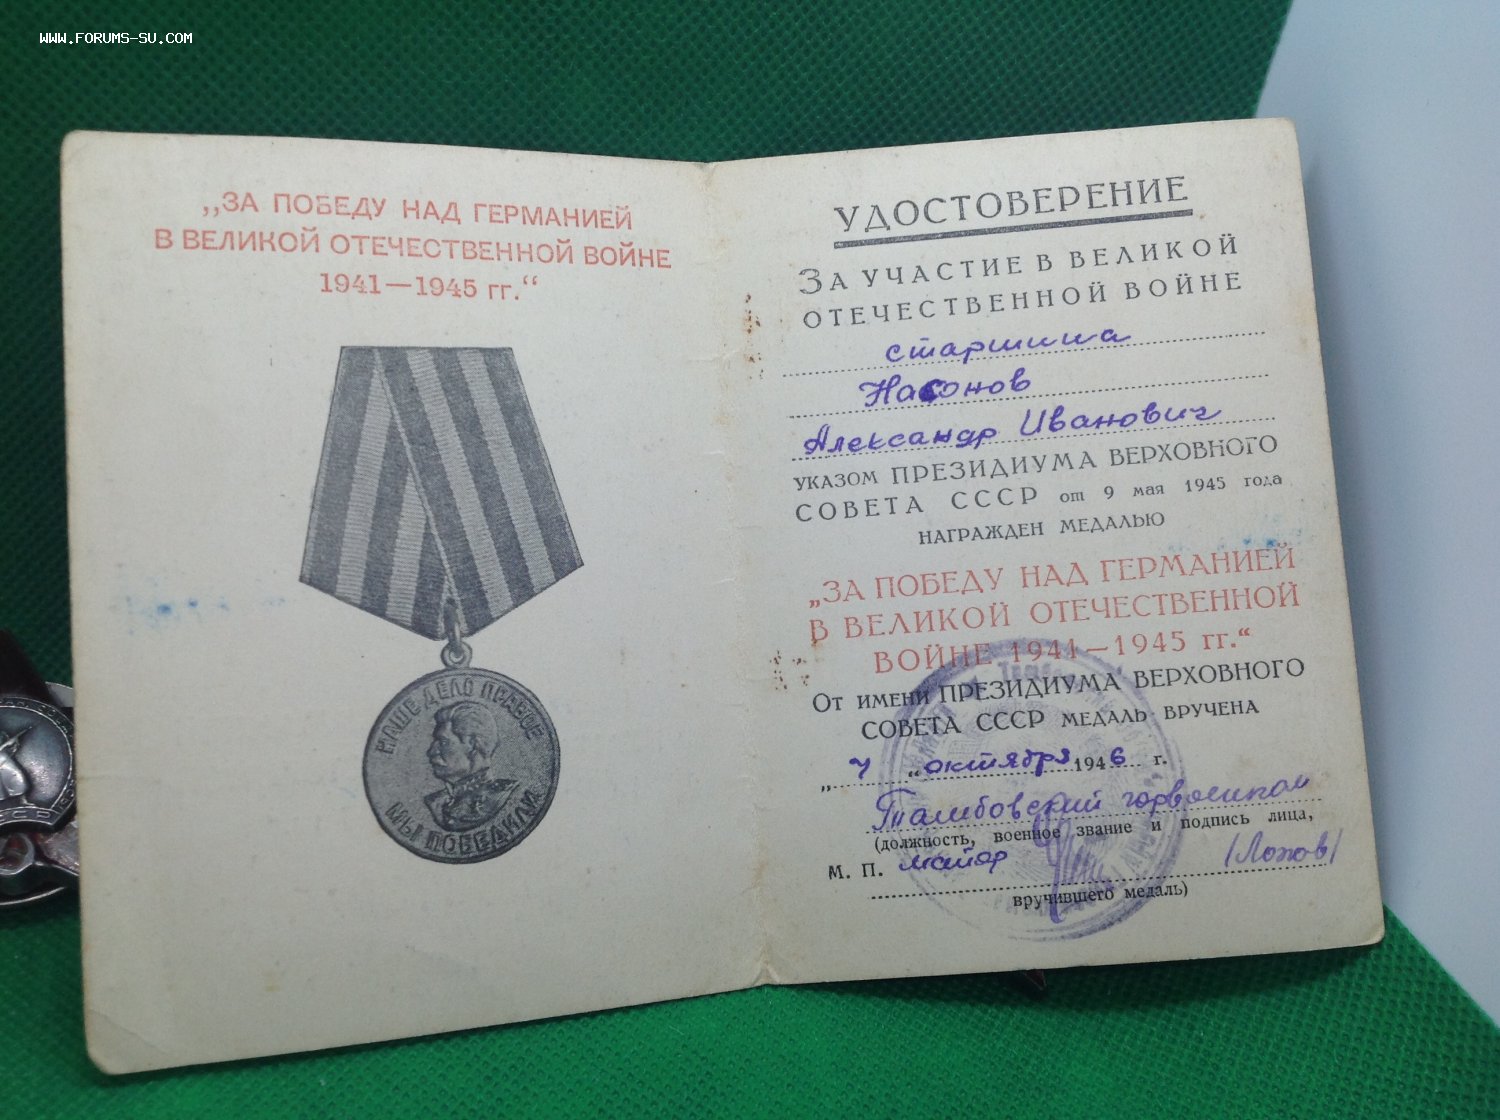 WWW.FORUMS-SU.COM
„ЗА ПОБЕДУ НАД ГЕРМАНИЕЙ
В ВЕЛИКОЙ ОТЕЧЕСТВЕННОЙ ВОЙНЕ
1941—1945 гг.“
НАШЕ ДЕЛО ПРАВОЕ
МЫ ПОБЕДИЛИ
УДОСТОВЕРЕНИЕ
ЗА УЧАСТИЕ В ВЕЛИКОЙ
ОТЕЧЕСТВЕННОЙ ВОЙНЕ
старшина
Насонов
Александр Иванович
УКАЗОМ ПРЕЗИДИУМА ВЕРХОВНОГО
СОВЕТА СССР от 9 мая 1945 года
НАГРАЖДЕН МЕДАЛЬЮ
„ЗА ПОБЕДУ НАД ГЕРМАНИЕЙ
В ВЕЛИКОЙ ОТЕЧЕСТВЕННОЙ
ВОЙНЕ 1941—1945 гг.“
ОТ ИМЕНИ ПРЕЗИДИУМА ВЕРХОВНОГО
СОВЕТА СССР МЕДАЛЬ ВРУЧЕНА
„ “ октября 1946 г.
Тамбовский горвоенком
(должность, военное звание и подпись лица,
М. П. майор
вручившего медаль)